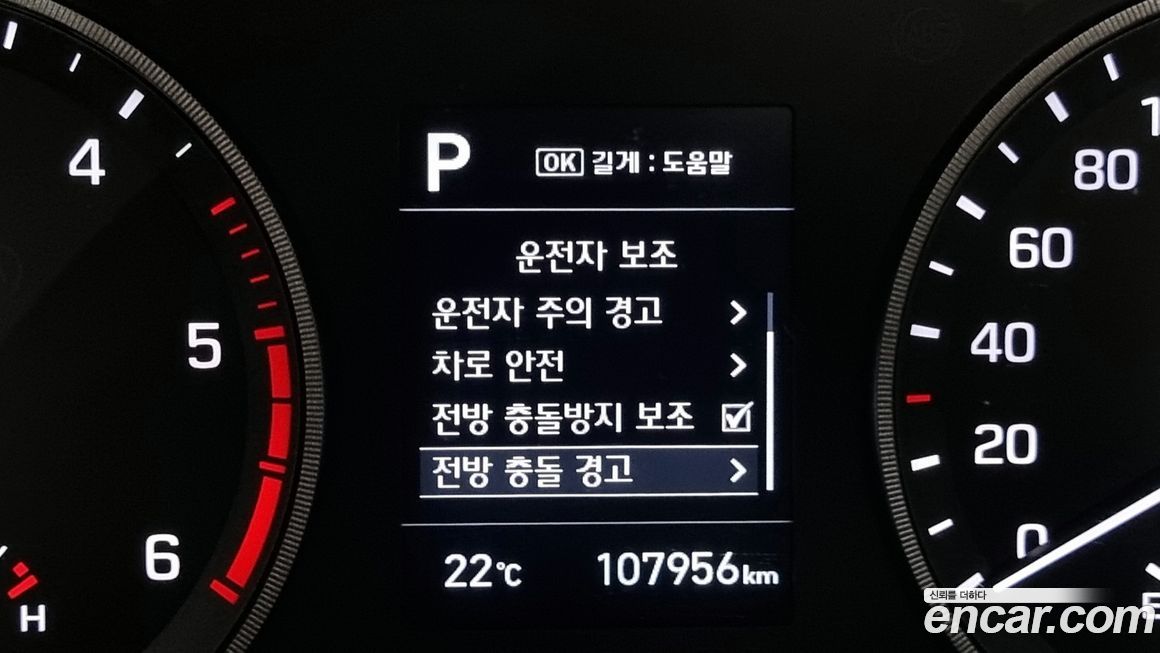 P
OK 길게 : 도움말
운전자 보조
운전자 주의 경고
차로 안전
전방 충돌방지 보조
전방 충돌 경고
22°C 107956km
4
5
6
H
80
60
40
20
0
E
신뢰를 더하다
encar.com